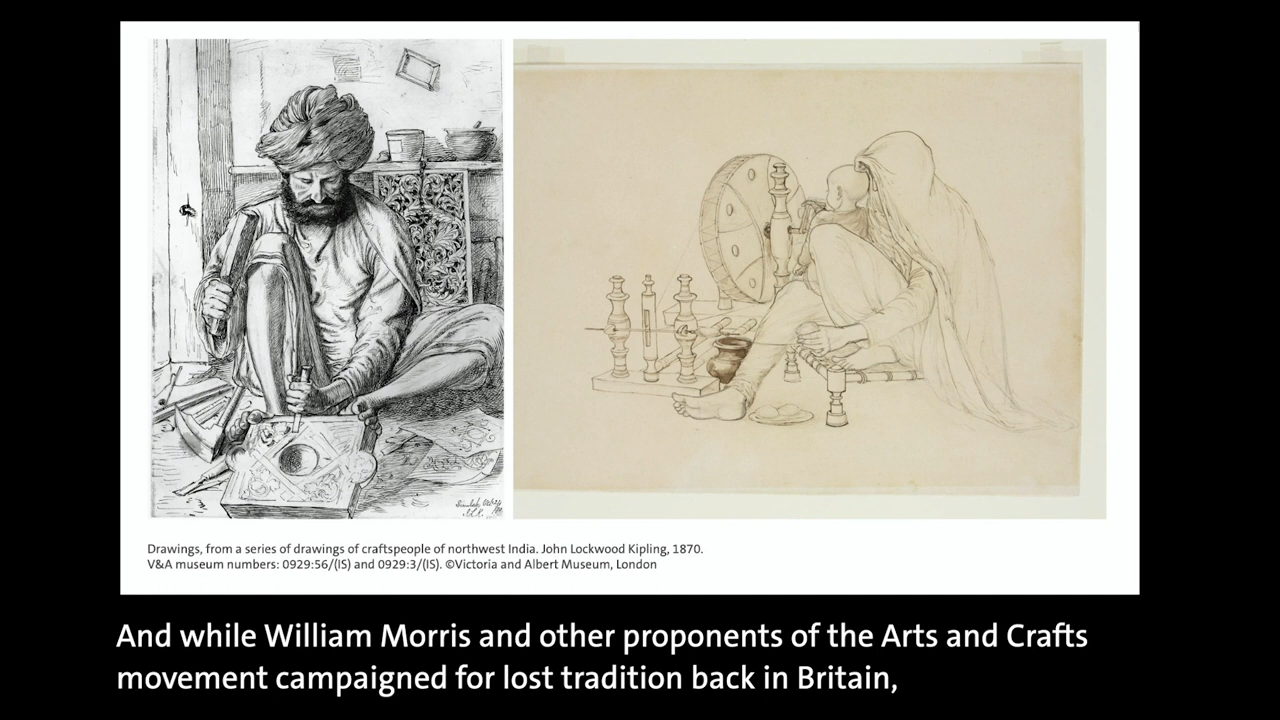 Drawings, from a series of drawings of craftspeople of northwest India. John Lockwood Kipling, 1870.
V&A museum numbers: 0929:56/(IS) and 0929:3/(IS). ©Victoria and Albert Museum, London
And while William Morris and other proponents of the Arts and Crafts
movement campaigned for lost tradition back in Britain,